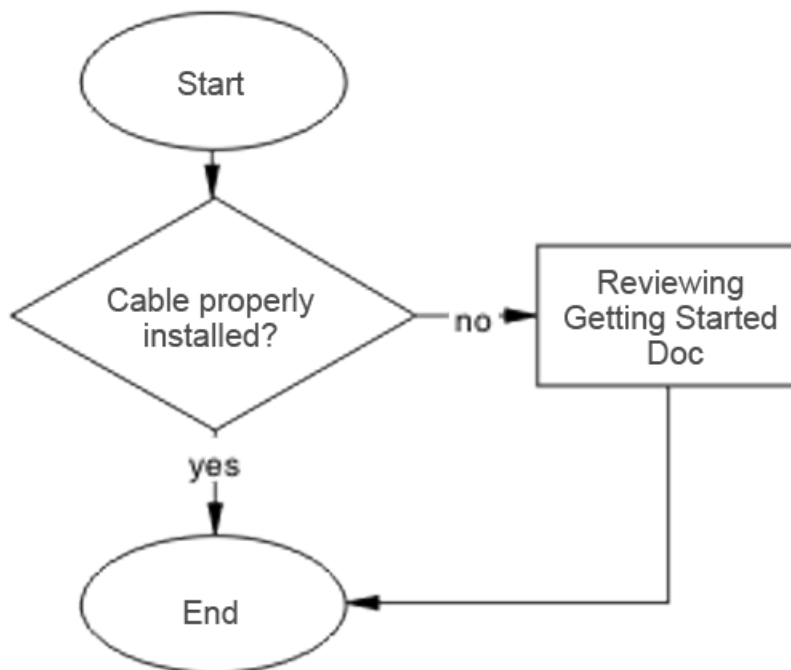 Start
Cable properly
installed?
no
Reviewing
Getting Started
Doc
yes
End